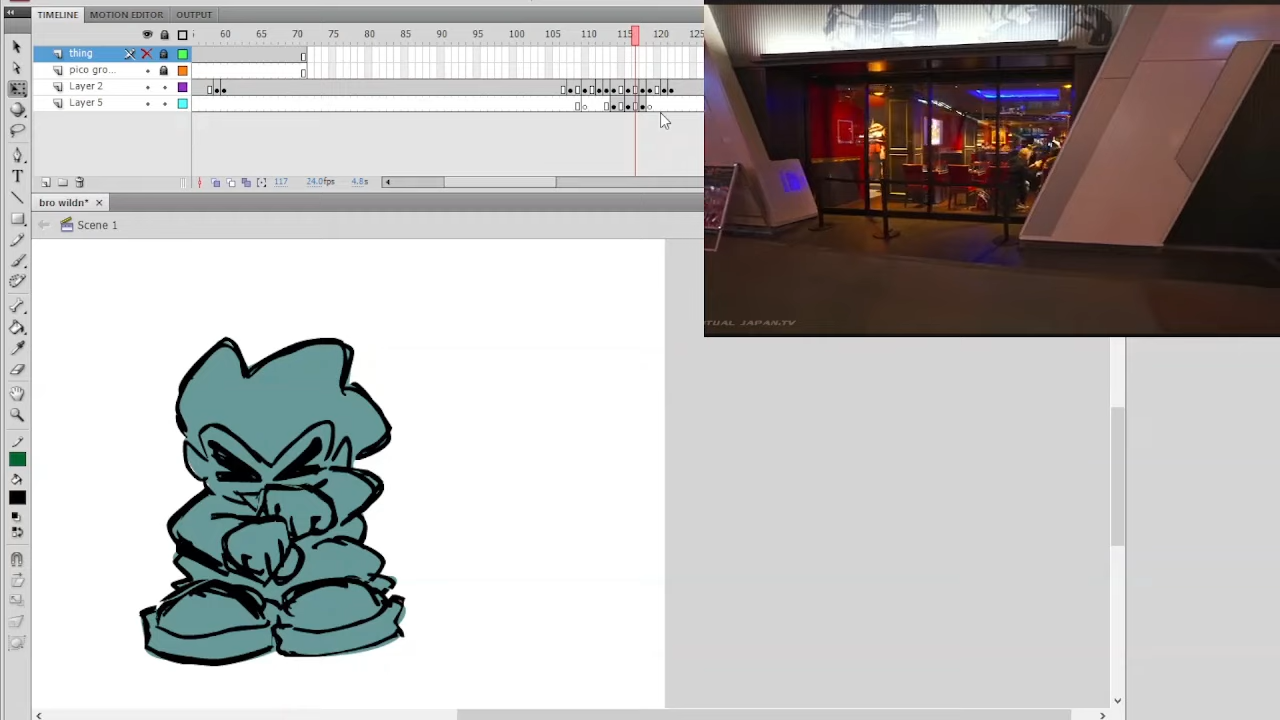 TIMELINE MOTION EDITOR OUTPUT
60 65 70 75 80 85 90 95 100 105 110 115 120 125
thing
pico gro...
Layer 2
Layer 5
117 24.0fps 4.8s
bro wildn* ×
Scene 1
T
TUAL JAPAN.TV